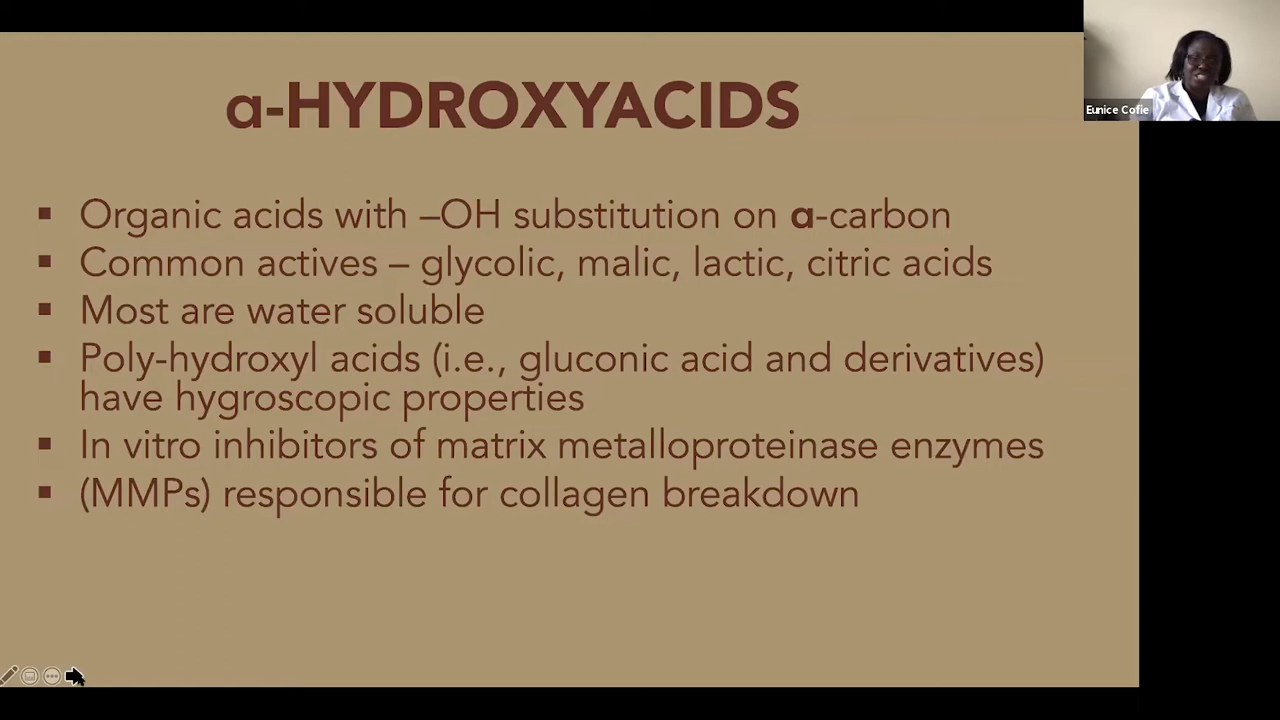 α-HYDROXYACIDS
Eunice Cofie
▪ Organic acids with –OH substitution on α-carbon
▪ Common actives – glycolic, malic, lactic, citric acids
▪ Most are water soluble
▪ Poly-hydroxyl acids (i.e., gluconic acid and derivatives)
have hygroscopic properties
▪ In vitro inhibitors of matrix metalloproteinase enzymes
▪ (MMPs) responsible for collagen breakdown